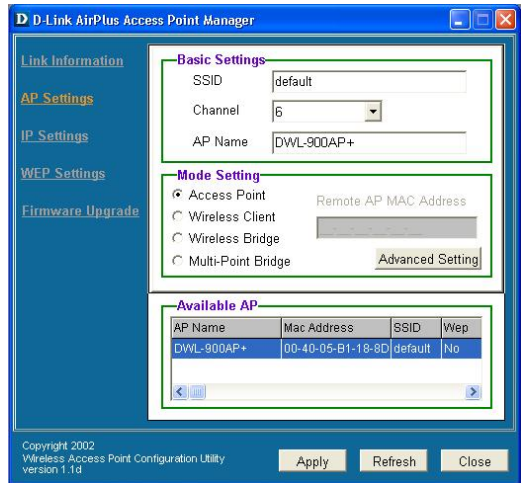 D D-Link AirPlus Access Point Manager
Link Information
AP Settings
IP Settings
WEP Settings
Firmware Upgrade
Basic Settings
SSID default
Channel 6
AP Name DWL-900AP+
Mode Setting
Access Point
Wireless Client
Wireless Bridge
Multi-Point Bridge
Remote AP MAC Address
Advanced Setting
Available AP
AP Name Mac Address SSID Wep
DWL-900AP+ 00-40-05-B1-18-8D default No
Copyright 2002
Wireless Access Point Configuration Utility
version 1.1d
Apply Refresh Close